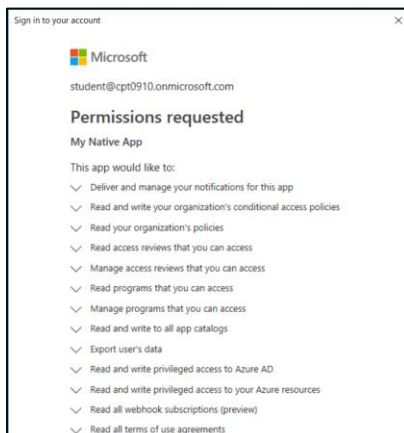 Sign in to your account
Microsoft
student@cpt0910.onmicrosoft.com
Permissions requested
My Native App
This app would like to:
Deliver and manage your notifications for this app
Read and write your organization's conditional access policies
Read your organization's policies
Read access reviews that you can access
Manage access reviews that you can access
Read programs that you can access
Manage programs that you can access
Read and write to all app catalogs
Export user's data
Read and write privileged access to Azure AD
Read and write privileged access to your Azure resources
Read all webhook subscriptions (preview)
Read all terms of use agreements